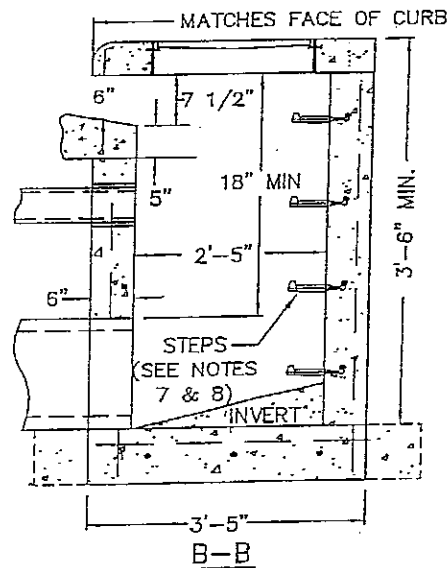 MATCHES FACE OF CURB
6" 7 1/2"
5" 18" MIN
3'-6" MIN.
2'-5"
6"
STEPS
(SEE NOTES
7 & 8)
INVERT
3'-5"
B-B